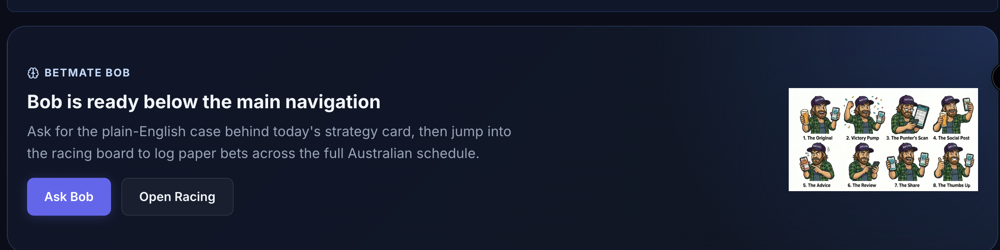 BETMATE BOB
Bob is ready below the main navigation
Ask for the plain-English case behind today's strategy card, then jump into
the racing board to log paper bets across the full Australian schedule.
Ask Bob
Open Racing
1. The Original
2. Victory Pump
3. The Punter's Scan
4. The Social Post
5. The Advice
6. The Review
7. The Share
8. The Thumbs Up